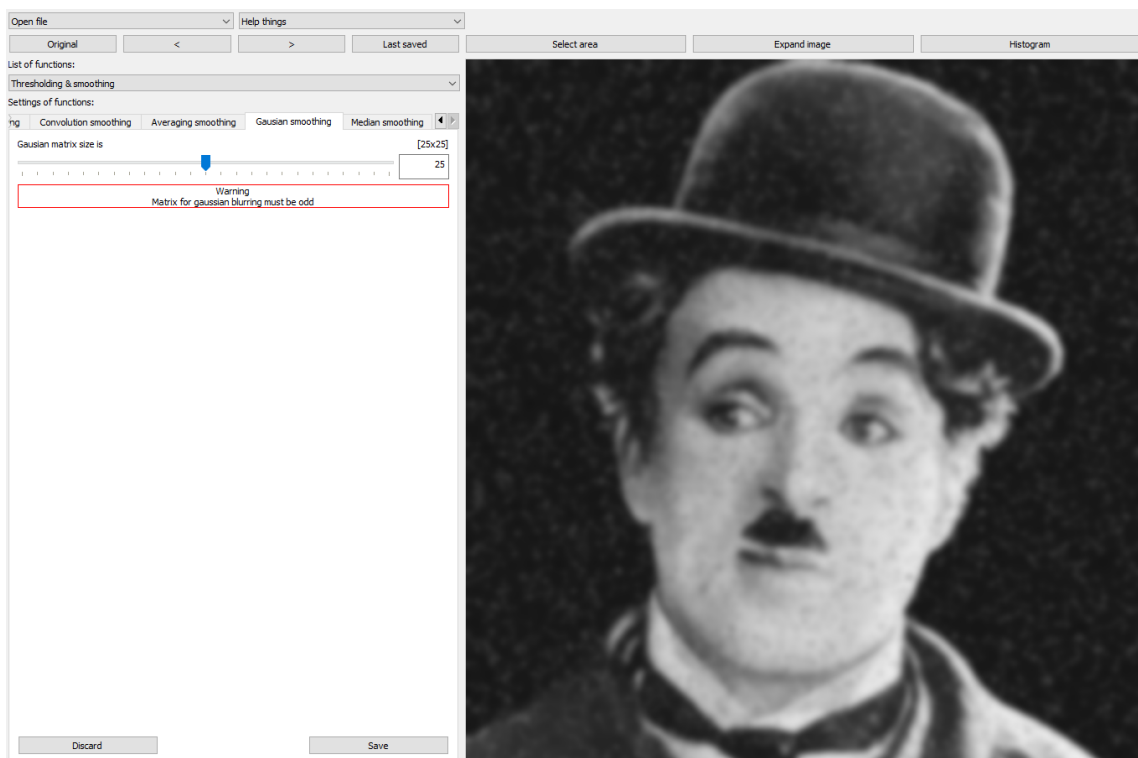 Open file Help things
Original < > Last saved Select area Expand image Histogram
List of functions:
Thresholding & smoothing
Settings of functions:
ng Convolution smoothing Averaging smoothing Gausian smoothing Median smoothing
Gausian matrix size is [25x25]
25
Warning
Matrix for gaussian blurring must be odd
Discard Save